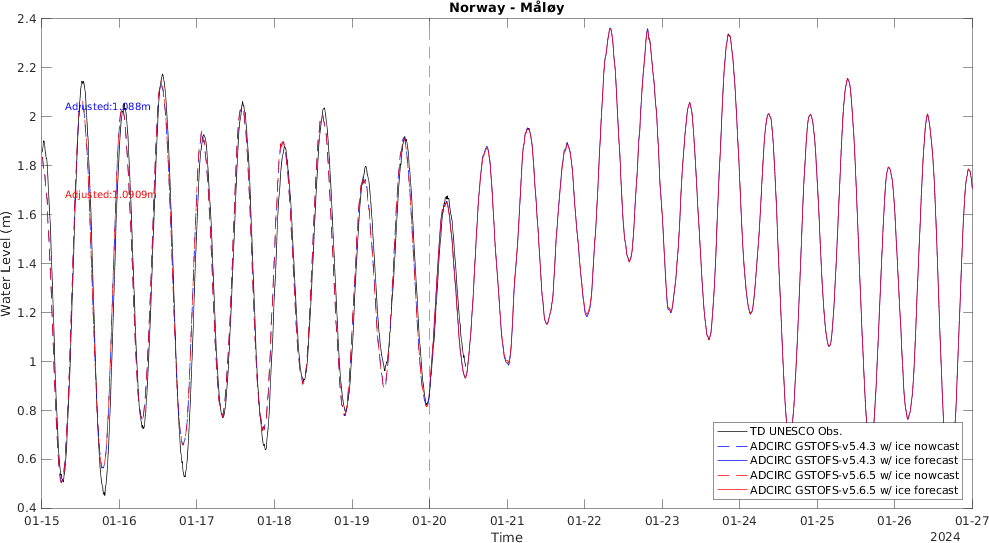 Norway - Måløy
2.4
2.2
2
1.8
1.6
1.4
1.2
1
0.8
0.6
0.4
Water Level (m)
Adjusted:1.088m
Adjusted:1.0909m
TD UNESCO Obs.
ADCIRC GSTOFS-v5.4.3 w/ ice nowcast
ADCIRC GSTOFS-v5.4.3 w/ ice forecast
ADCIRC GSTOFS-v5.6.5 w/ ice nowcast
ADCIRC GSTOFS-v5.6.5 w/ ice forecast
01-15 01-16 01-17 01-18 01-19 01-20 01-21 01-22 01-23 01-24 01-25 01-26 01-27
Time
2024